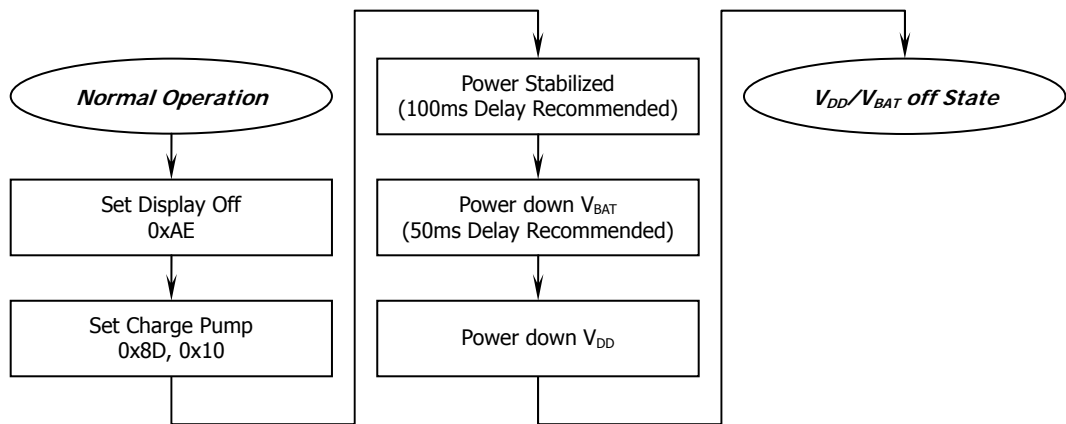 Normal Operation
Set Display Off
0xAE
Set Charge Pump
0x8D, 0x10
Power Stabilized
(100ms Delay Recommended)
Power down VBAT
(50ms Delay Recommended)
Power down VDD
VDD/VBAT off State